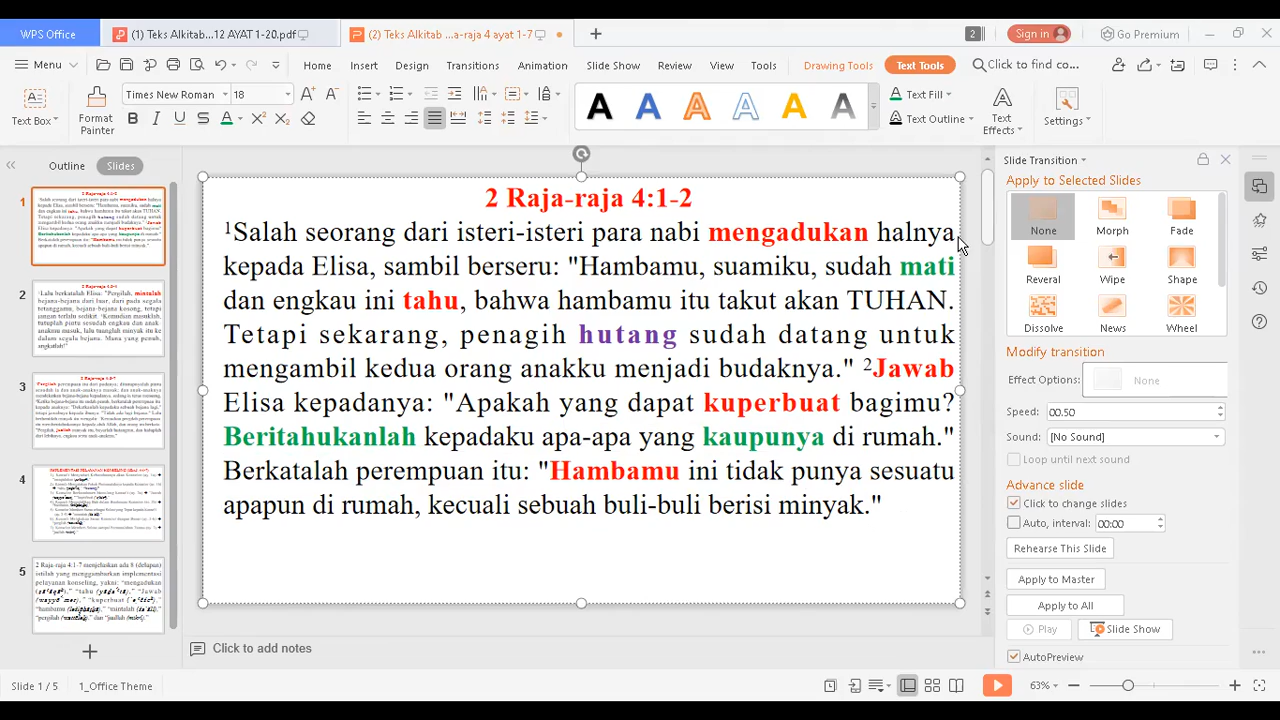 WPS Office
(1) Teks Alkitab...12 AYAT 1-20.pdf
(2) Teks Alkitab ...a-raja 4 ayat 1-7
2
Sign in
Go Premium
Menu
Home
Insert
Design
Transitions
Animation
Slide Show
Review
View
Tools
Drawing Tools
Text Tools
Click to find co...
Text Box
Format Painter
Times New Roman
18
A A A A A A
Text Fill
Text Outline
Text Effects
Settings
Outline
Slides
1
2
3
4
5
2 Raja-raja 4:1-2
¹Salah seorang dari isteri-isteri para nabi mengadukan halnya
kepada Elisa, sambil berseru: "Hambamu, suamiku, sudah mati
dan engkau ini tahu, bahwa hambamu itu takut akan TUHAN.
Tetapi sekarang, penagih hutang sudah datang untuk
mengambil kedua orang anakku menjadi budaknya." ²Jawab
Elisa kepadanya: "Apakah yang dapat kuperbuat bagimu?
Beritahukanlah kepadaku apa-apa yang kaupunya di rumah."
Berkatalah perempuan itu: "Hambamu ini tidak punya sesuatu
apapun di rumah, kecuali sebuah buli-buli berisi minyak."
Click to add notes
Slide Transition
Apply to Selected Slides
None
Morph
Fade
Reveral
Wipe
Push
Dissolve
News
Wheel
Modify transition
Effect Options:
None
Speed:
00.50
Sound:
[No Sound]
Loop until next sound
Advance slide
Click to change slides
Auto, interval:
00:00
Rehearse This Slide
Apply to Master
Apply to All
Play
Slide Show
AutoPreview
Slide 1 / 5
1_Office Theme
63%